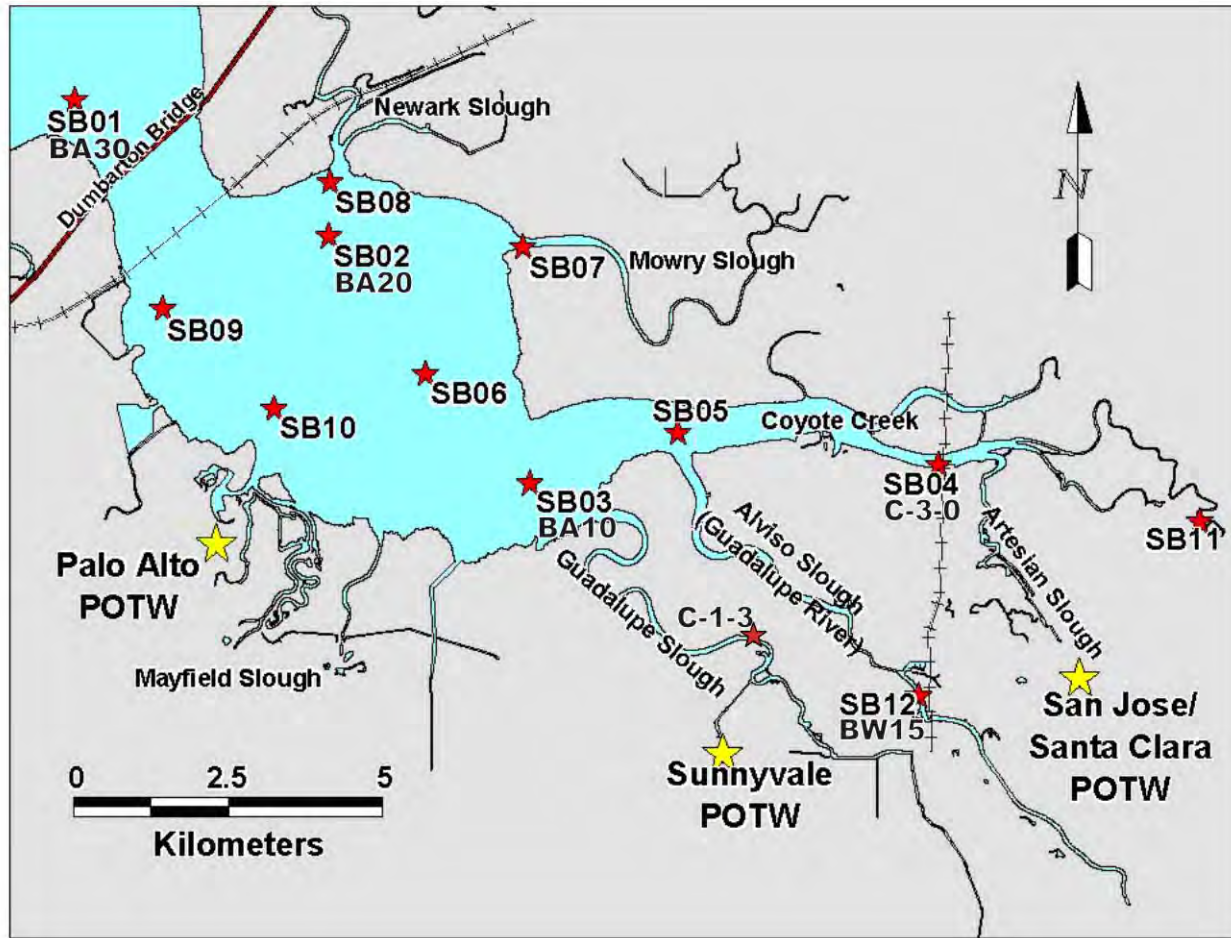 Newark Slough
SB01
BA30
Dumbarton Bridge
SB08
SB02
BA20
SB07
Mowry Slough
N
SB09
SB06
SB10
SB05
Coyote Creek
SB04
C-3-0
SB03
BA10
SB11
Artesian Slough
Alviso Slough
(Guadalupe River)
Guadalupe Slough
Palo Alto
POTW
C-1-3
Mayfield Slough
SB12
BW15
San Jose/
Santa Clara
POTW
Sunnyvale
POTW
0 2.5 5
Kilometers